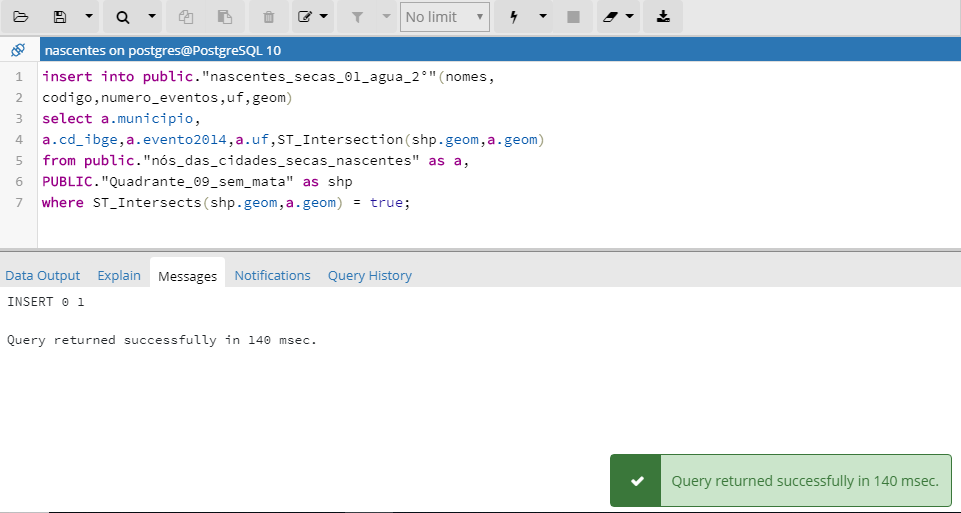 No limit
nascentes on postgres@PostgreSQL 10
1 insert into public."nascentes_secas_01_agua_2°"(nomes,
2 codigo,numero_eventos,uf,geom)
3 select a.municipio,
4 a.cd_ibge,a.evento2014,a.uf,ST_Intersection(shp.geom,a.geom)
5 from public."nós_das_cidades_secas_nascentes" as a,
6 PUBLIC."Quadrante_09_sem_mata" as shp
7 where ST_Intersects(shp.geom,a.geom) = true;
Data Output Explain Messages Notifications Query History
INSERT 0 1
Query returned successfully in 140 msec.
Query returned successfully in 140 msec.